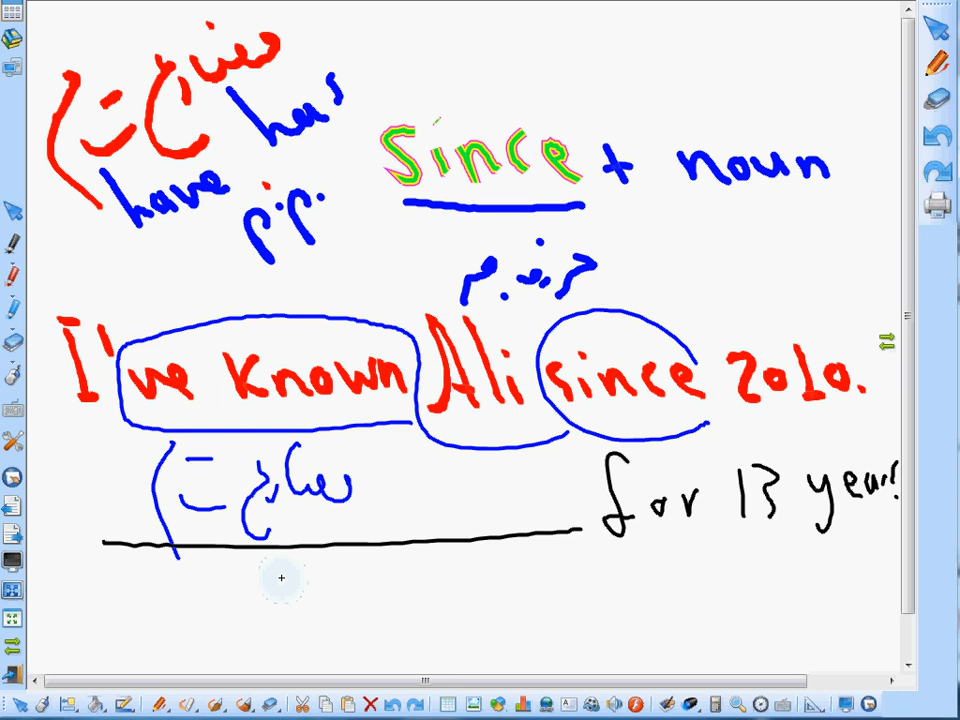 has
have
p.p.
Since + noun
I've known Ali since 2010.
for 13 years